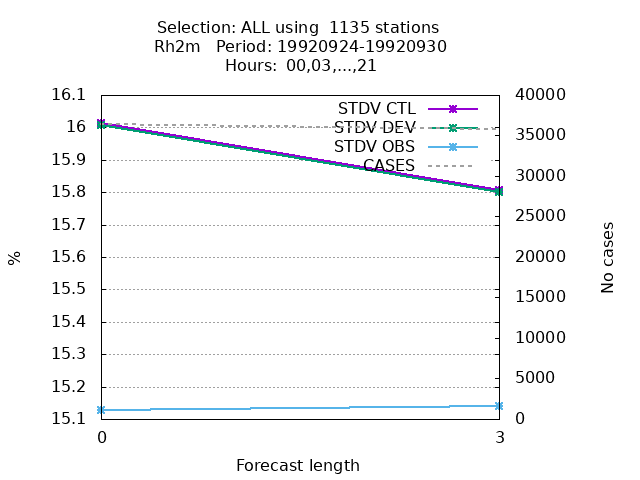 Selection: ALL using  1135 stations
Rh2m   Period: 19920924-19920930
Hours:  00,03,...,21
16.1
16
15.9
15.8
15.7
15.6
15.5
15.4
15.3
15.2
15.1
%
STDV CTL
STDV DEV
STDV OBS
CASES
40000
35000
30000
25000
20000
15000
10000
5000
0
No cases
0
3
Forecast length